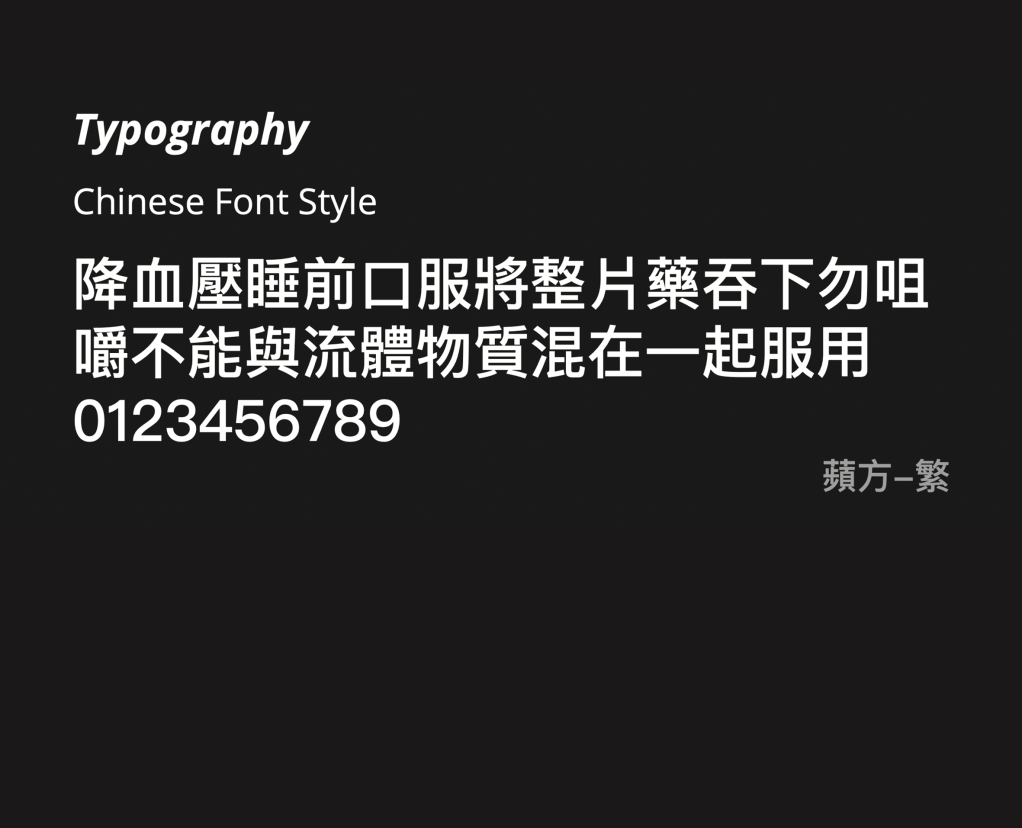 Typography
Chinese Font Style
降血壓睡前口服將整片藥吞下勿咀
嚼不能與流體物質混在一起服用
0123456789
蘋方–繁